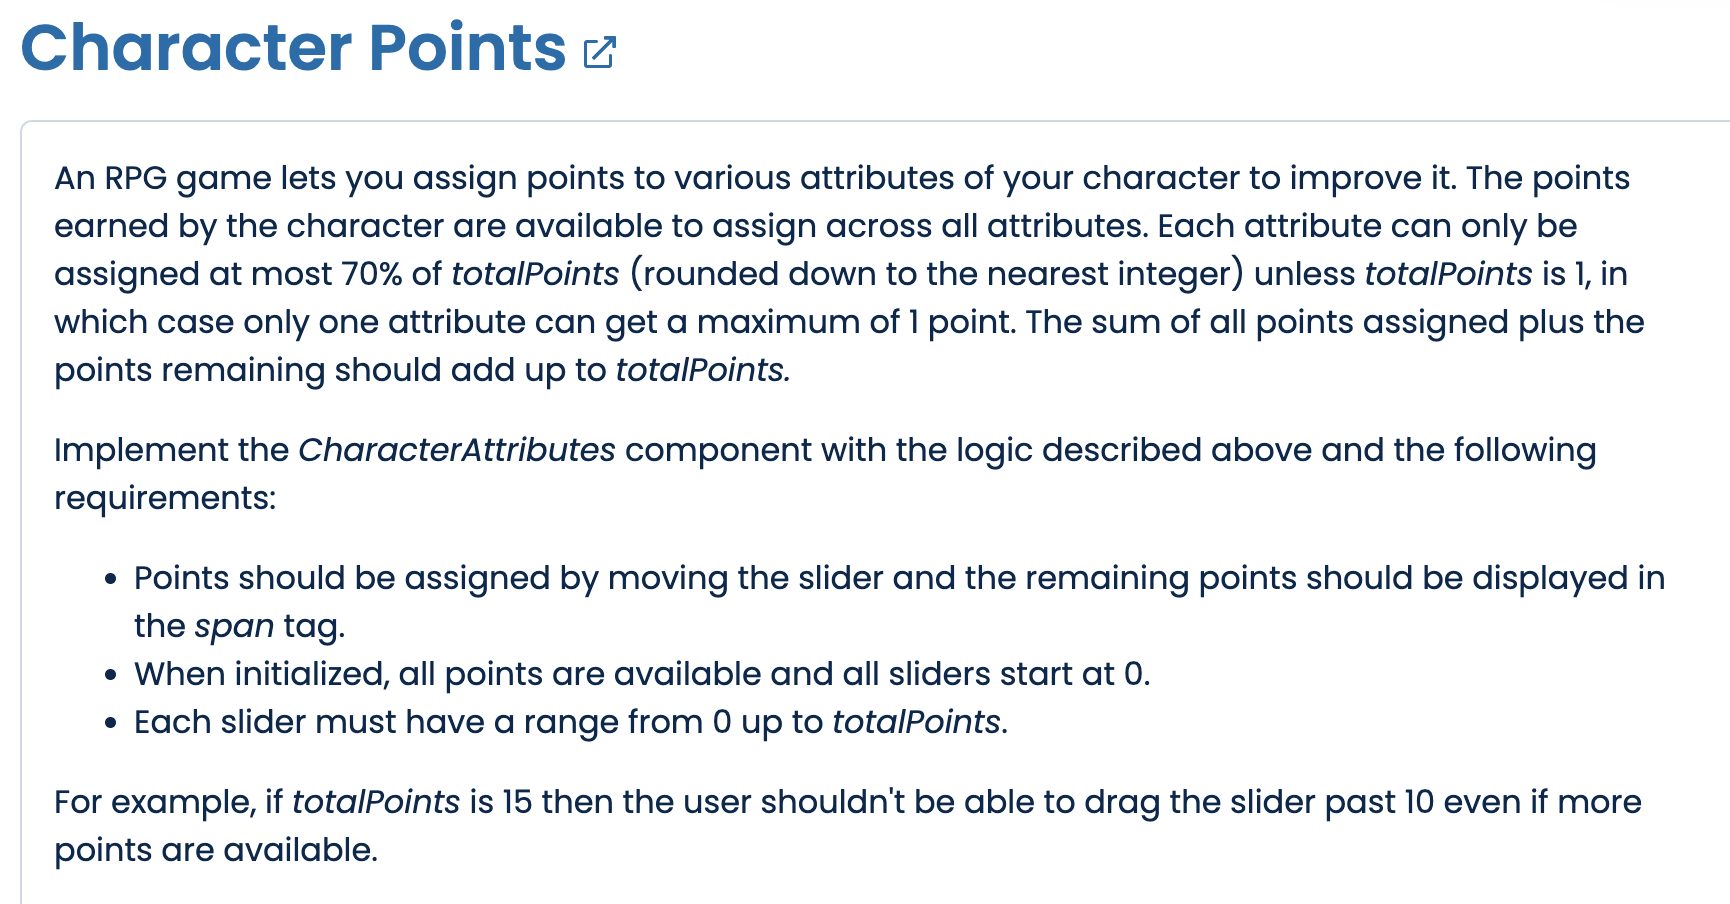 Character Points
An RPG game lets you assign points to various attributes of your character to improve it. The points
earned by the character are available to assign across all attributes. Each attribute can only be
assigned at most 70% of totalPoints (rounded down to the nearest integer) unless totalPoints is 1, in
which case only one attribute can get a maximum of 1 point. The sum of all points assigned plus the
points remaining should add up to totalPoints.
Implement the CharacterAttributes component with the logic described above and the following
requirements:
• Points should be assigned by moving the slider and the remaining points should be displayed in
the span tag.
• When initialized, all points are available and all sliders start at 0.
• Each slider must have a range from 0 up to totalPoints.
For example, if totalPoints is 15 then the user shouldn't be able to drag the slider past 10 even if more
points are available.